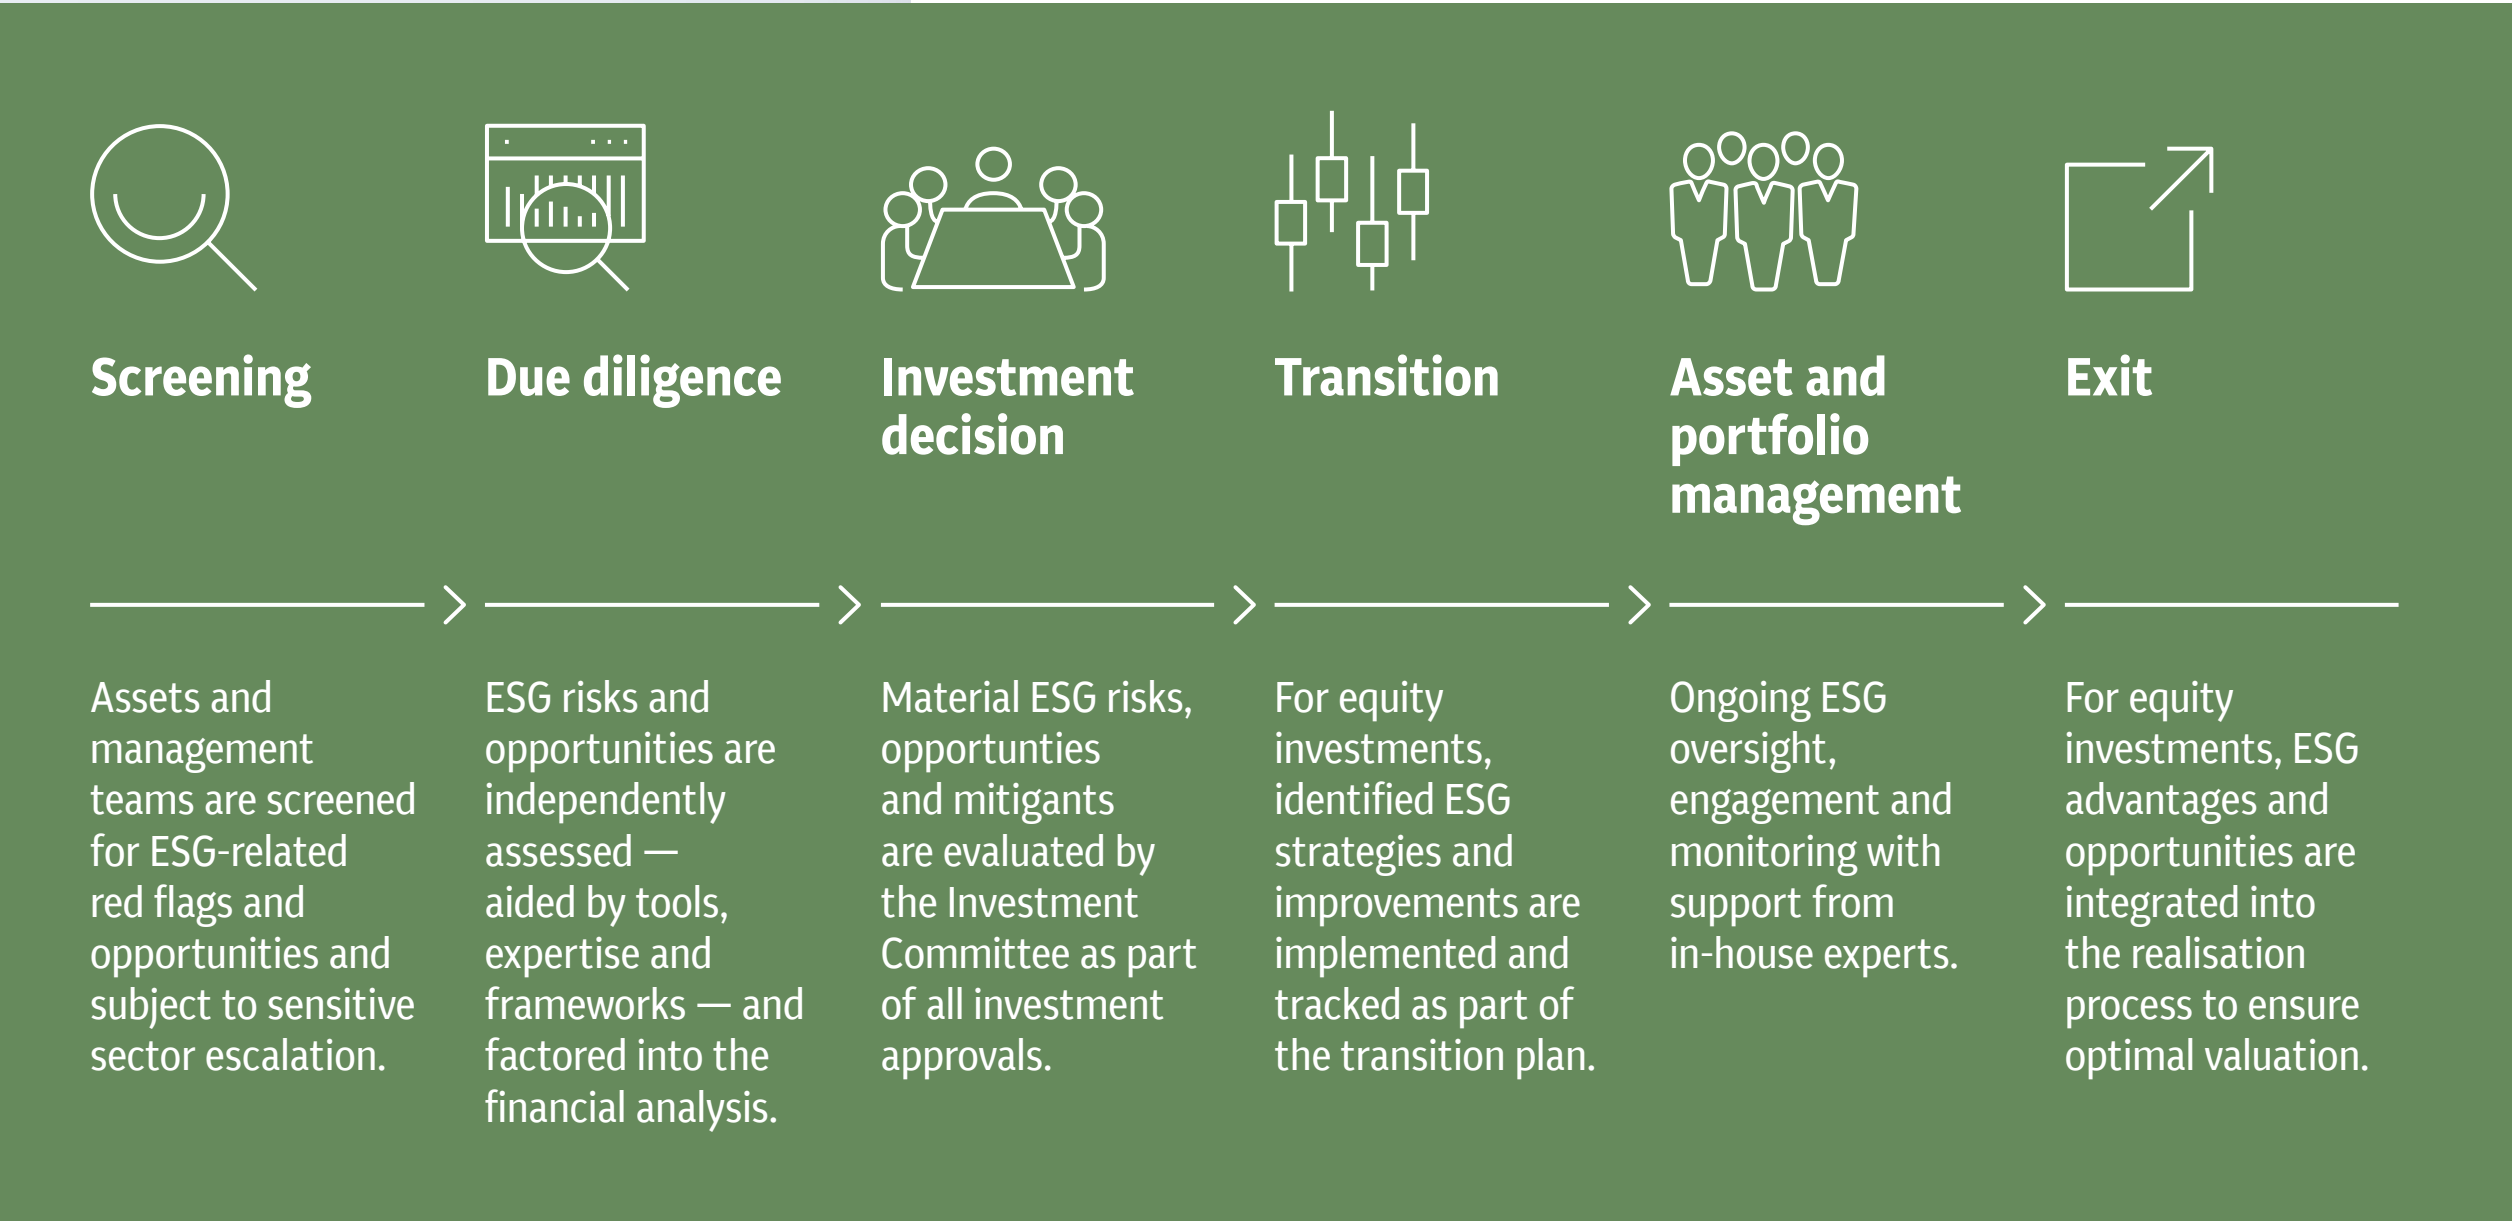 Screening
Assets and
management
teams are screened
for ESG-related
red flags and
opportunities and
subject to sensitive
sector escalation.
Due diligence
ESG risks and
opportunities are
independently
assessed —
aided by tools,
expertise and
frameworks — and
factored into the
financial analysis.
Investment
decision
Material ESG risks,
opportunties
and mitigants
are evaluated by
the Investment
Committee as part
of all investment
approvals.
Transition
For equity
investments,
identified ESG
strategies and
improvements are
implemented and
tracked as part of
the transition plan.
Asset and
portfolio
management
Ongoing ESG
oversight,
engagement and
monitoring with
support from
in-house experts.
Exit
For equity
investments, ESG
advantages and
opportunities are
integrated into
the realisation
process to ensure
optimal valuation.